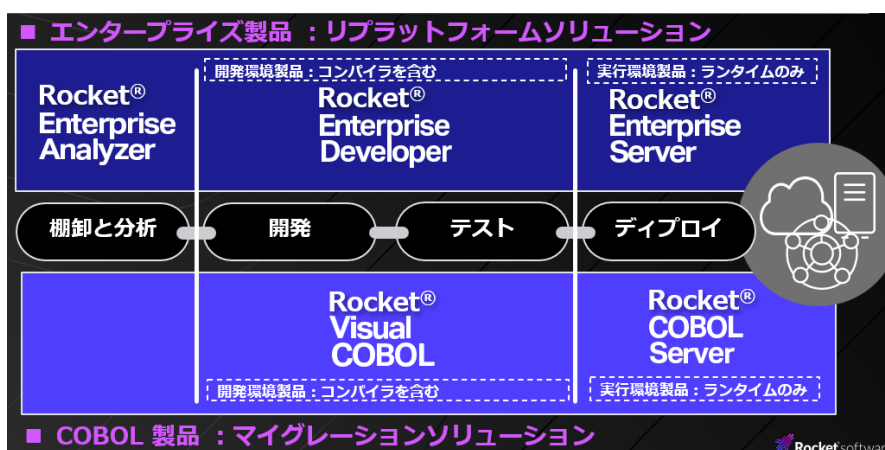 ■ エンタープライズ製品 ：リプラットフォームソリューション
開発環境製品：コンパイラを含む
実行環境製品：ランタイムのみ
Rocket®
Enterprise
Analyzer
Rocket®
Enterprise
Developer
Rocket®
Enterprise
Server
棚卸と分析
開発
テスト
ディプロイ
Rocket®
Visual
COBOL
Rocket®
COBOL
Server
開発環境製品：コンパイラを含む
実行環境製品：ランタイムのみ
■ COBOL 製品 ：マイグレーションソリューション
Rocket software